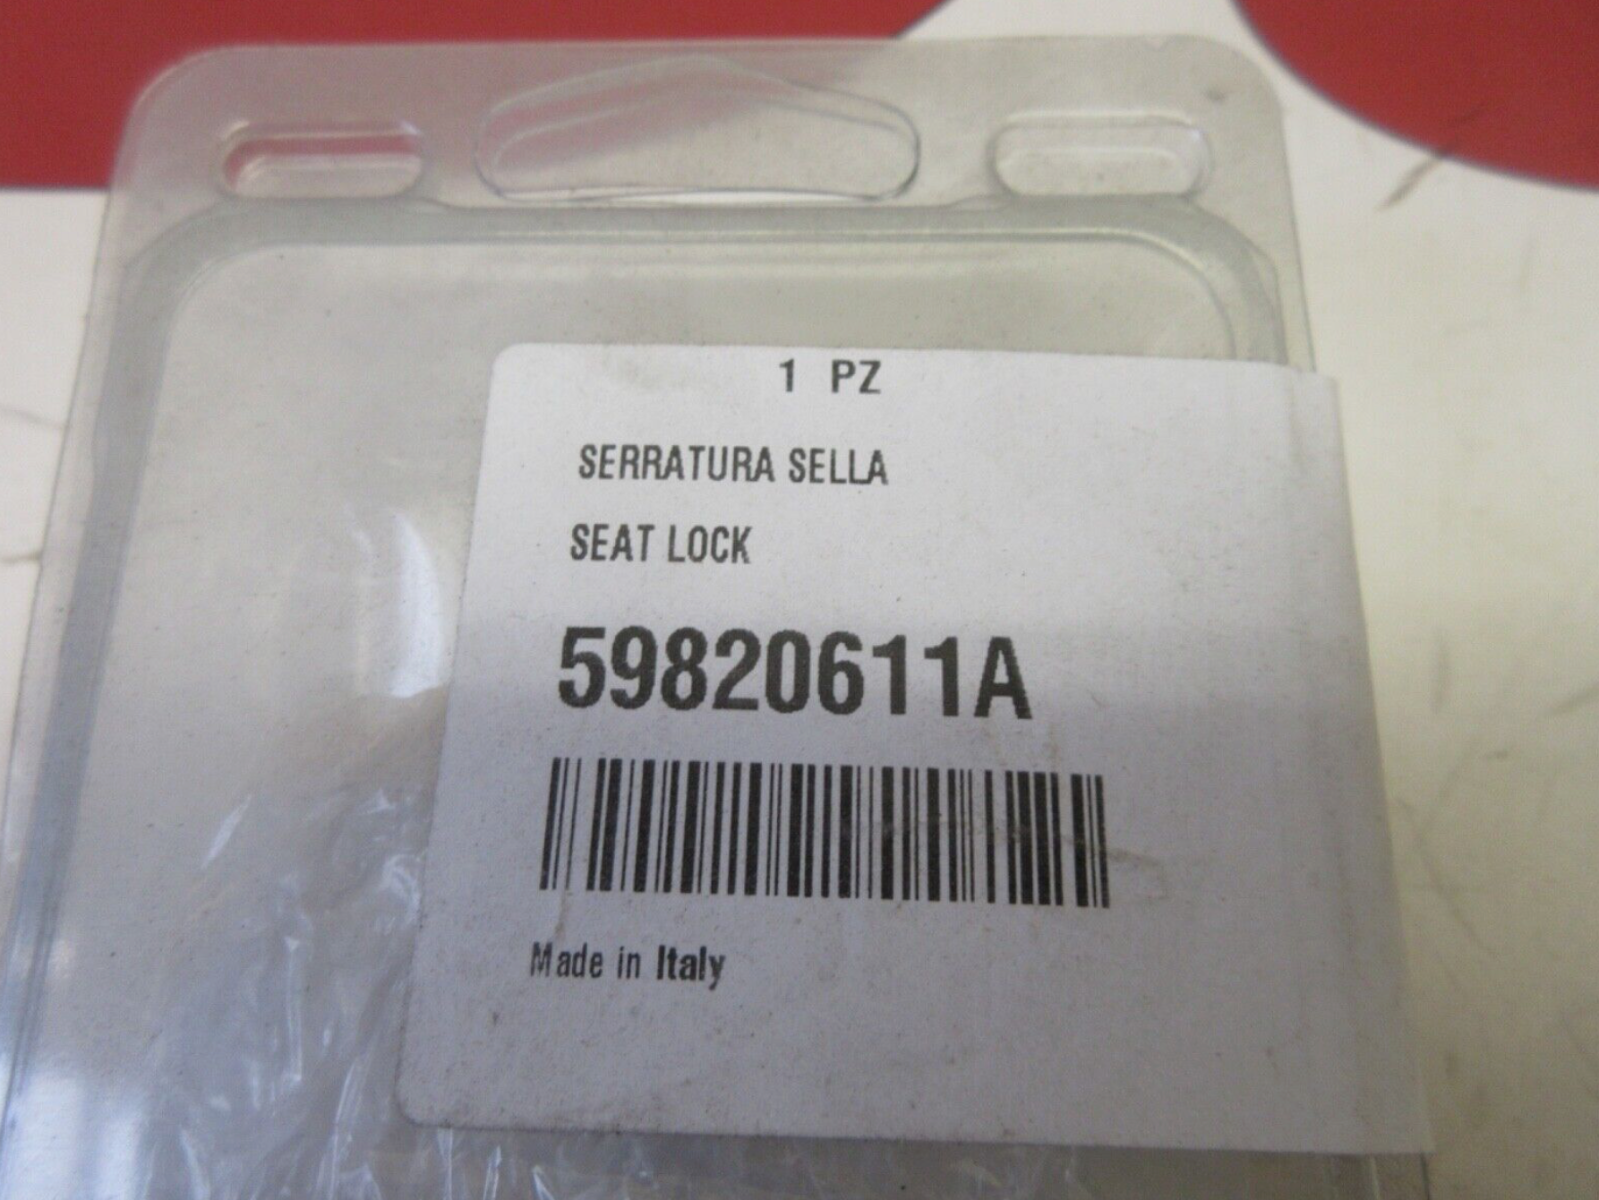 1 PZ
SERRATURA SELLA
SEAT LOCK
59820611A
Made in Italy